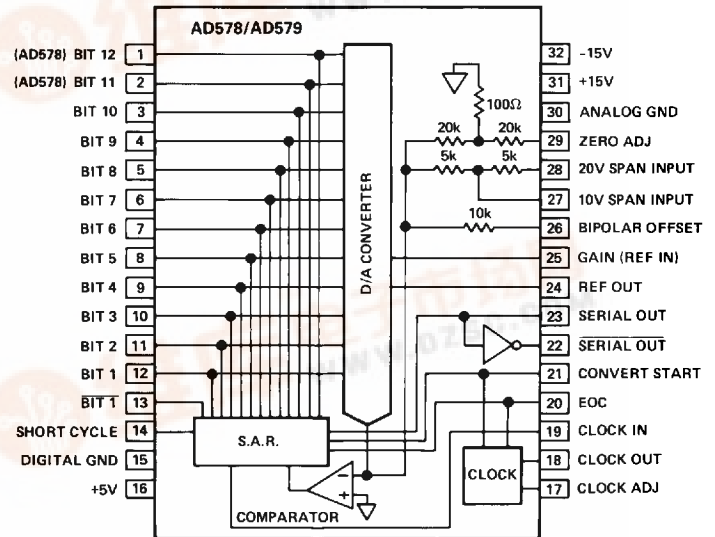 AD578/AD579
(AD578) BIT 12 1
(AD578) BIT 11 2
BIT 10 3
BIT 9 4
BIT 8 5
BIT 7 6
BIT 6 7
BIT 5 8
BIT 4 9
BIT 3 10
BIT 2 11
BIT 1 12
BIT 1 13
SHORT CYCLE 14
DIGITAL GND 15
+5V 16
D/A CONVERTER
S.A.R.
COMPARATOR
−
+
CLOCK
100Ω
20k 20k
5k 5k
10k
32 -15V
31 +15V
30 ANALOG GND
29 ZERO ADJ
28 20V SPAN INPUT
27 10V SPAN INPUT
26 BIPOLAR OFFSET
25 GAIN (REF IN)
24 REF OUT
23 SERIAL OUT
22 SERIAL OUT
21 CONVERT START
20 EOC
19 CLOCK IN
18 CLOCK OUT
17 CLOCK ADJ